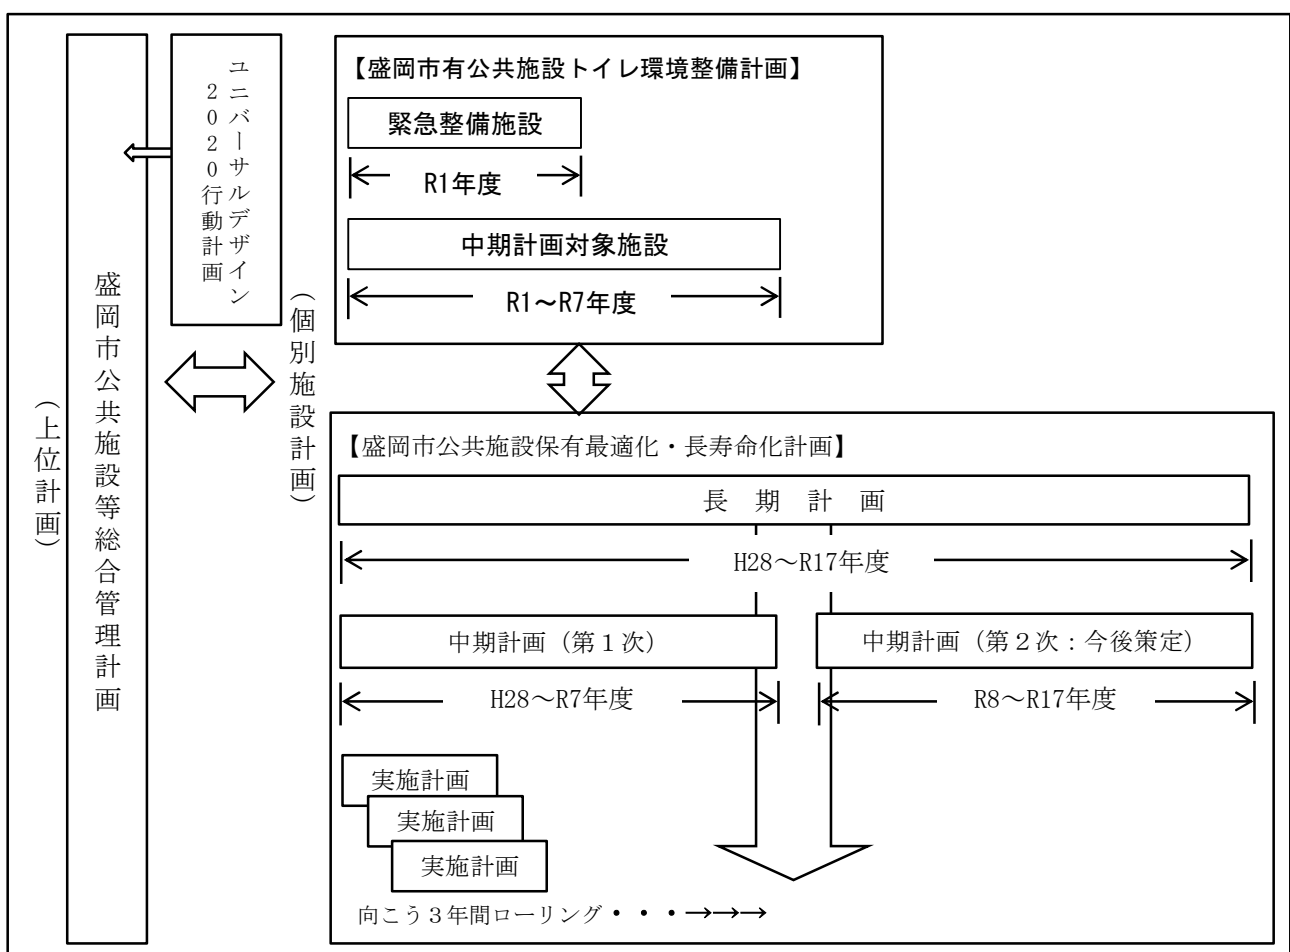 （上位計画）
盛岡市公共施設等総合管理計画
ユニバーサルデザイン
２０２０行動計画
（個別施設計画）
【盛岡市有公共施設トイレ環境整備計画】
緊急整備施設
R1年度
中期計画対象施設
R1～R7年度
【盛岡市公共施設保有最適化・長寿命化計画】
長　期　計　画
H28～R17年度
中期計画（第１次）
中期計画（第２次：今後策定）
H28～R7年度
R8～R17年度
実施計画
実施計画
実施計画
向こう３年間ローリング・・・→→→